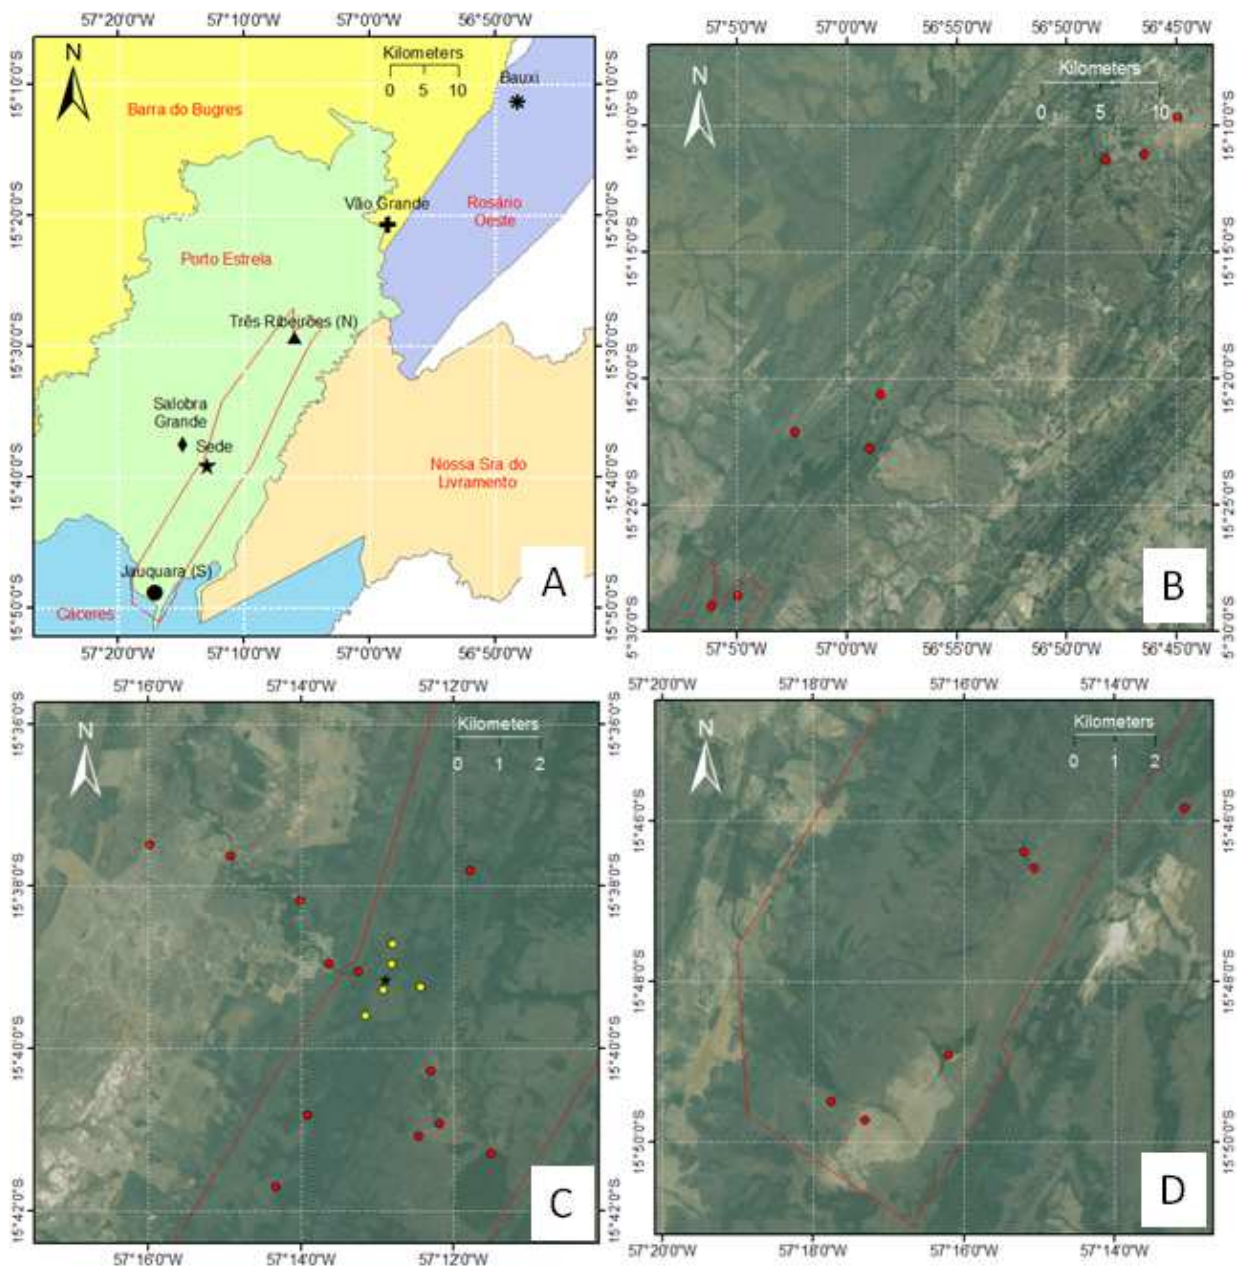 57°20'0"W 57°10'0"W 57°0'0"W 56°50'0"W
N
Kilometers
0 5 10
Bauxi
Barra do Bugres
Vão Grande
Rosário
Oeste
Porto Estrela
Três Ribeirões (N)
Salobra
Grande
Sede
Nossa Sra do
Livramento
Jauquara (S)
Cáceres
A
15°10'0"S
15°20'0"S
15°30'0"S
15°40'0"S
15°50'0"S
15°10'0"S
15°20'0"S
15°30'0"S
15°40'0"S
15°50'0"S
57°20'0"W 57°10'0"W 57°0'0"W 56°50'0"W
57°5'0"W 57°0'0"W 56°55'0"W 56°50'0"W 56°45'0"W
N
Kilometers
0 5 10
B
15°10'0"S
15°15'0"S
15°20'0"S
15°25'0"S
5°30'0"S
15°10'0"S
15°15'0"S
15°20'0"S
15°25'0"S
15°30'0"S
57°5'0"W 57°0'0"W 56°55'0"W 56°50'0"W 56°45'0"W
57°16'0"W 57°14'0"W 57°12'0"W
N
Kilometers
0 1 2
C
15°36'0"S
15°38'0"S
15°40'0"S
15°42'0"S
15°36'0"S
15°38'0"S
15°40'0"S
15°42'0"S
57°16'0"W 57°14'0"W 57°12'0"W
57°20'0"W 57°18'0"W 57°16'0"W 57°14'0"W
N
Kilometers
0 1 2
D
15°46'0"S
15°48'0"S
15°50'0"S
15°46'0"S
15°48'0"S
15°50'0"S
57°20'0"W 57°18'0"W 57°16'0"W 57°14'0"W